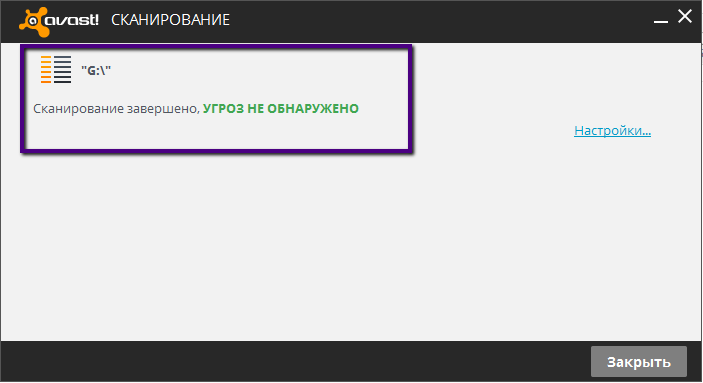 avast! СКАНИРОВАНИЕ
"G:\"
Сканирование завершено, УГРОЗ НЕ ОБНАРУЖЕНО
Настройки...
Закрыть